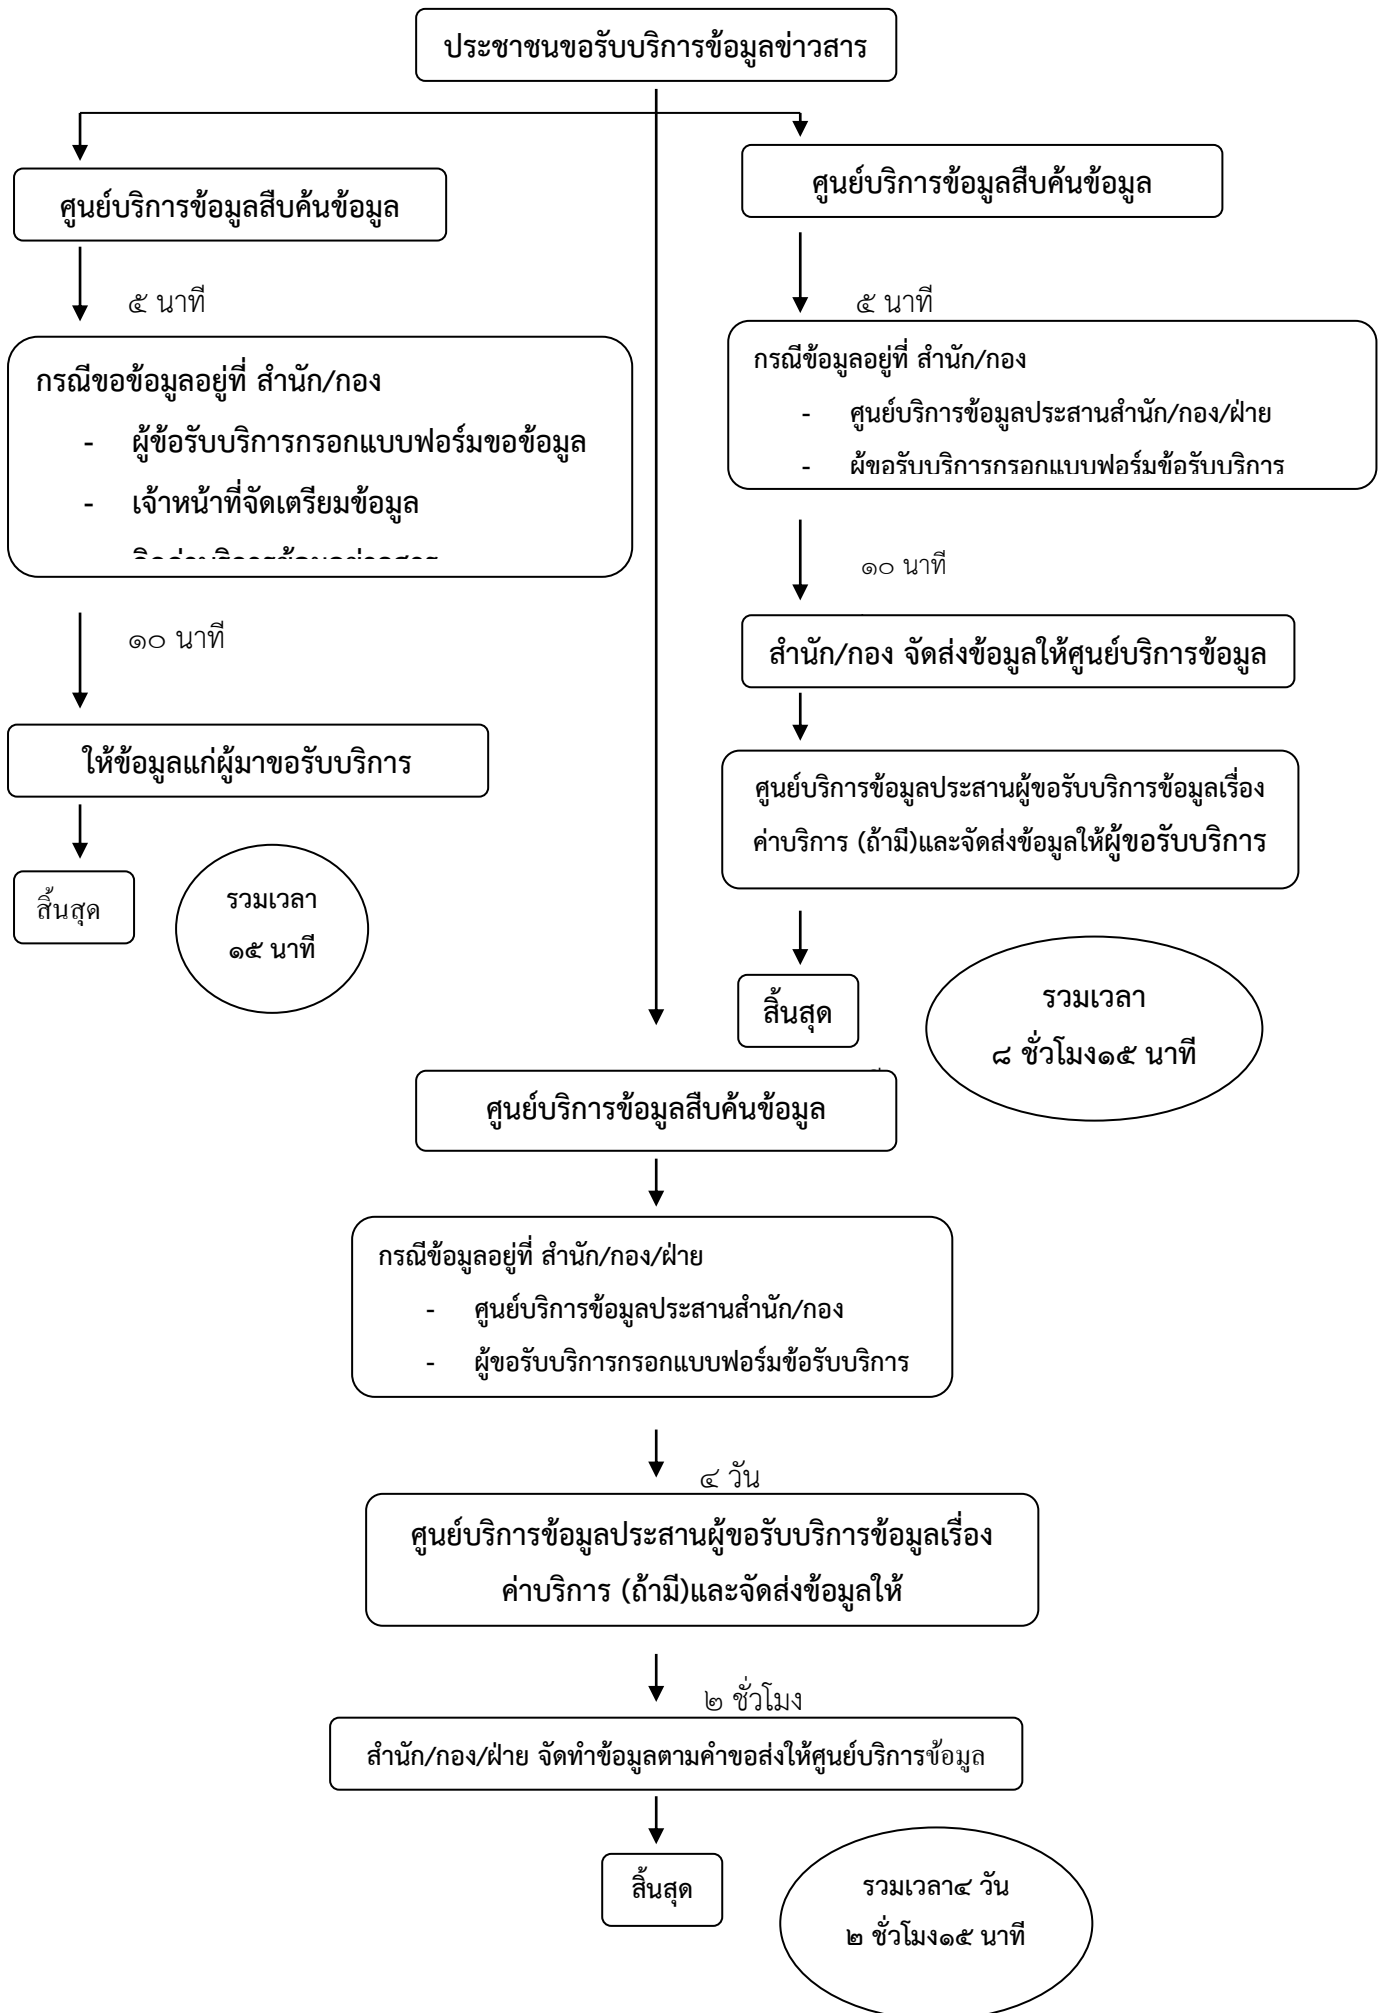 ประชาชนขอรับบริการข้อมูลข่าวสาร
ศูนย์บริการข้อมูลสืบค้นข้อมูล
๕ นาที
กรณีขอข้อมูลอยู่ที่ สำนัก/กอง
- ผู้ข้อรับบริการกรอกแบบฟอร์มขอข้อมูล
- เจ้าหน้าที่จัดเตรียมข้อมูล
๑๐ นาที
ให้ข้อมูลแก่ผู้มาขอรับบริการ
สิ้นสุด
รวมเวลา
๑๕ นาที
ศูนย์บริการข้อมูลสืบค้นข้อมูล
๕ นาที
กรณีข้อมูลอยู่ที่ สำนัก/กอง
- ศูนย์บริการข้อมูลประสานสำนัก/กอง/ฝ่าย
- ผู้ขอรับบริการกรอกแบบฟอร์มข้อรับบริการ
๑๐ นาที
สำนัก/กอง จัดส่งข้อมูลให้ศูนย์บริการข้อมูล
ศูนย์บริการข้อมูลประสานผู้ขอรับบริการข้อมูลเรื่อง
ค่าบริการ (ถ้ามี)และจัดส่งข้อมูลให้ผู้ขอรับบริการ
สิ้นสุด
รวมเวลา
๘ ชั่วโมง๑๕ นาที
ศูนย์บริการข้อมูลสืบค้นข้อมูล
กรณีข้อมูลอยู่ที่ สำนัก/กอง/ฝ่าย
- ศูนย์บริการข้อมูลประสานสำนัก/กอง
- ผู้ขอรับบริการกรอกแบบฟอร์มข้อรับบริการ
๔ วัน
ศูนย์บริการข้อมูลประสานผู้ขอรับบริการข้อมูลเรื่อง
ค่าบริการ (ถ้ามี)และจัดส่งข้อมูลให้
๒ ชั่วโมง
สำนัก/กอง/ฝ่าย จัดทำข้อมูลตามคำขอส่งให้ศูนย์บริการข้อมูล
สิ้นสุด
รวมเวลา๔ วัน
๒ ชั่วโมง๑๕ นาที